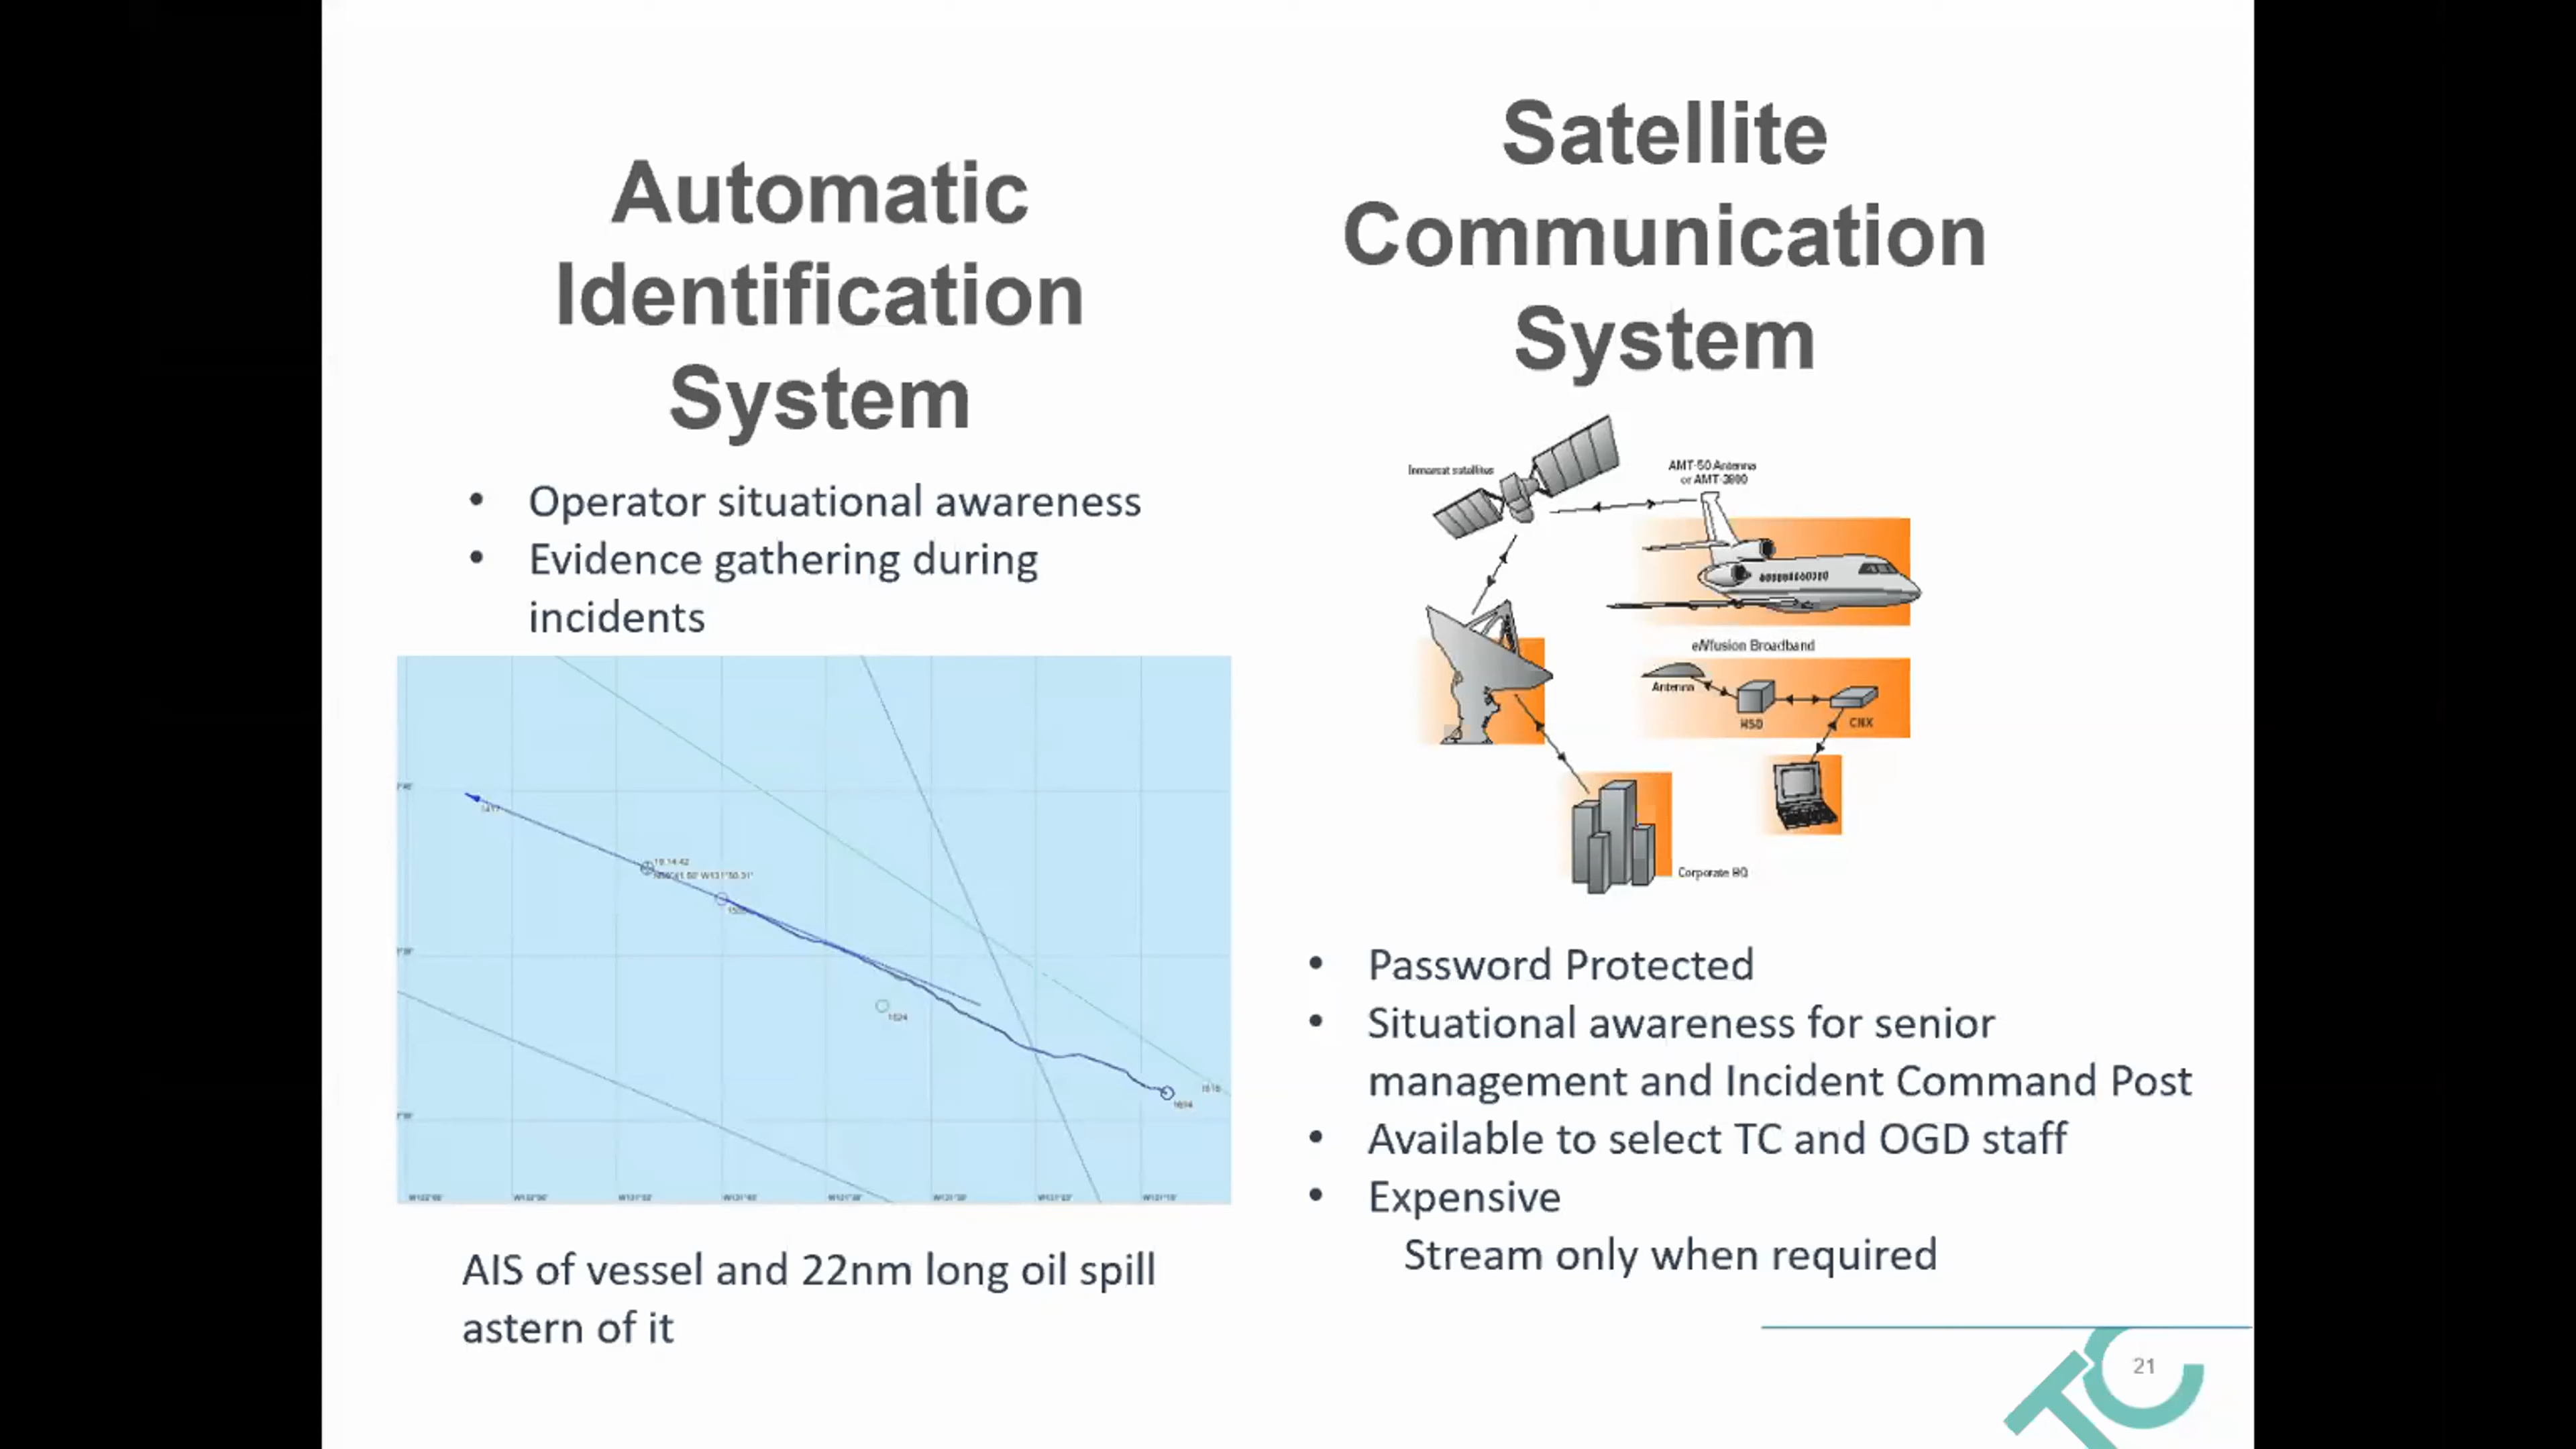 Automatic
Identification
System
• Operator situational awareness
• Evidence gathering during
incidents
1524
AIS of vessel and 22nm long oil spill
astern of it
Satellite
Communication
System
Inmarsat satellites
AMT-50 Antenna
or AMT-3800
eNfusion Broadband
Antenna
HSD
CNX
Corporate HQ
• Password Protected
• Situational awareness for senior
management and Incident Command Post
• Available to select TC and OGD staff
• Expensive
Stream only when required
TC
21